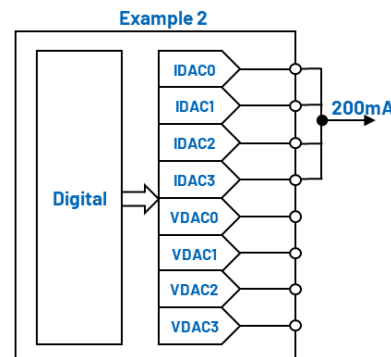 Example 2
IDAC0
IDAC1
200mA
IDAC2
IDAC3
Digital
VDAC0
VDAC1
VDAC2
VDAC3